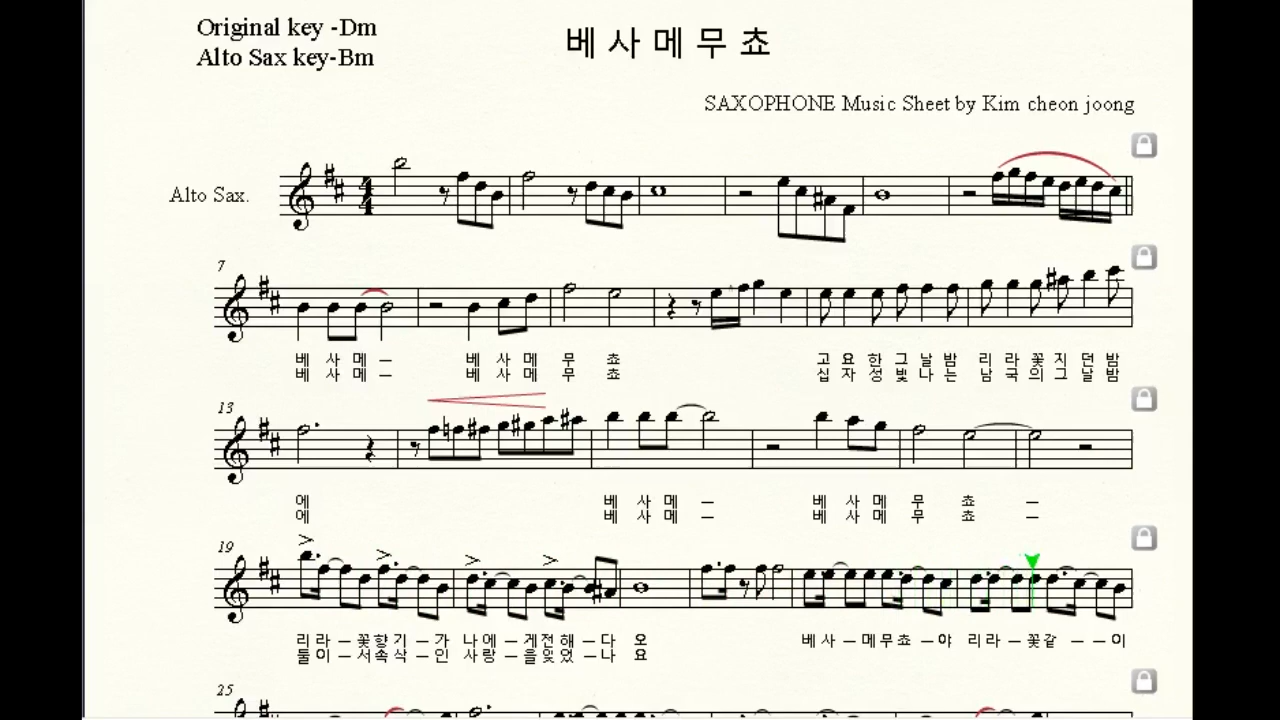 Original key -Dm
Alto Sax key-Bm
베 사 메 무 쵸
SAXOPHONE Music Sheet by Kim cheon joong
Alto Sax.
7
베 사 메 – 베 사 메 무 쵸 고 요 한 그 날 밤 리 라 꽃 지 던 밤
베 사 메 – 베 사 메 무 쵸 십 자 성 빛 나 는 남 국 의 그 날 밤
13
에 베 사 메 – 베 사 메 무 쵸 –
에 베 사 메 – 베 사 메 무 쵸 –
19
리 라 – 꽃향 기 – 가 나 에 – 게전 해 – 다 오 베 사 – 메 무 쵸 – 야 리 라 – 꽃같 – – 이
둘이 – 서속 삭 – 인 사 랑 – 을잊 었 – 나 요
25